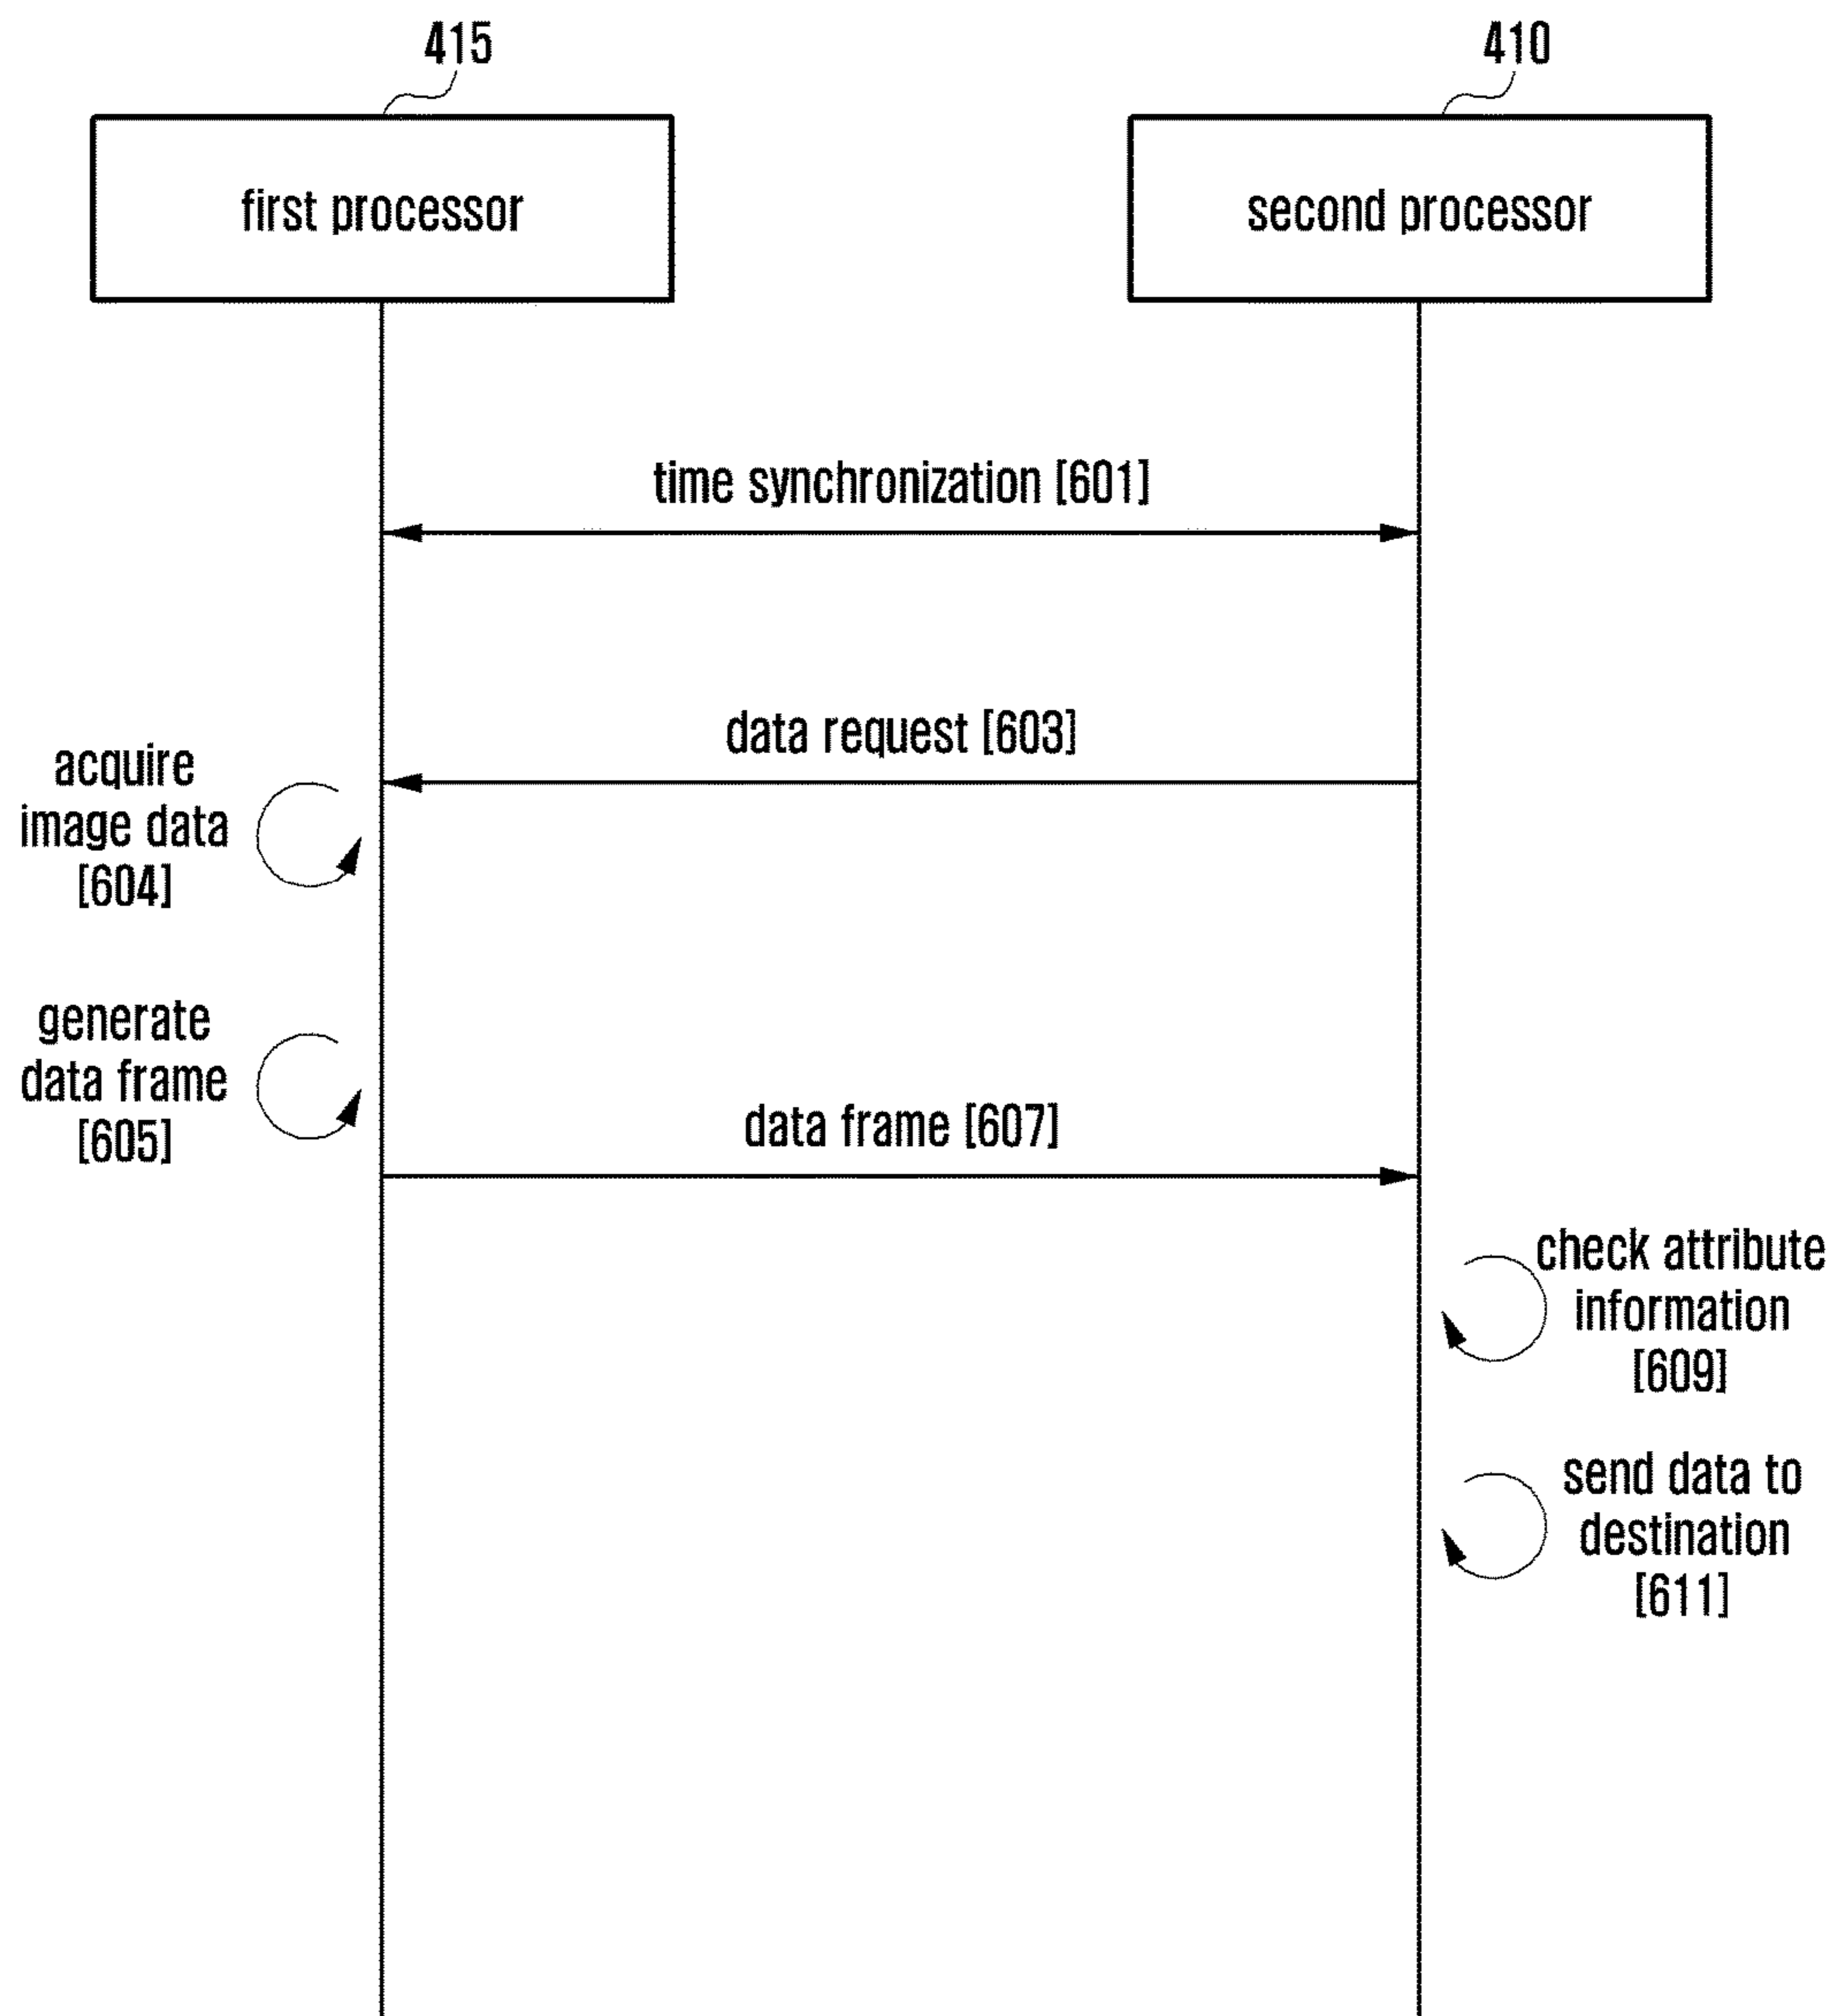 415
410
first processor
second processor
time synchronization [601]
data request [603]
acquire
image data
[604]
generate
data frame
[605]
data frame [607]
check attribute
information
[609]
send data to
destination
[611]